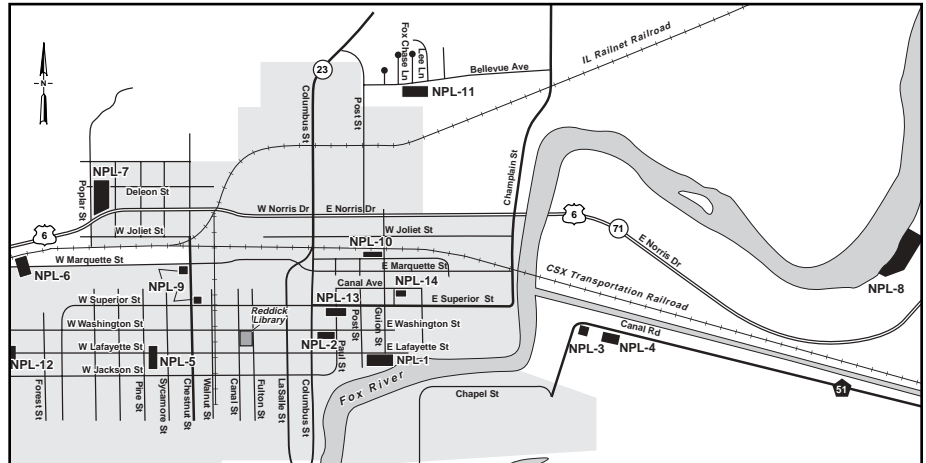 Fox Chase Ln
Lee Ln
IL Railnet Railroad
Bellevue Ave
23
N
Columbus St
Post St
NPL-11
Champlain St
NPL-7
Poplar St
Deleon St
W Norris Dr
E Norris Dr
6
71
E Norris Dr
6
W Joliet St
W Joliet St
NPL-10
W Marquette St
E Marquette St
CSX Transportation Railroad
NPL-6
NPL-9
Canal Ave
NPL-14
NPL-8
W Superior St
NPL-13
E Superior St
Reddick
Library
Post St
Guion St
W Washington St
E Washington St
Canal Rd
NPL-2
W Lafayette St
Paul St
E Lafayette St
NPL-3
NPL-4
NPL-12
NPL-5
NPL-1
W Jackson St
Fox River
Chapel St
51
Forest St
Pine St
Sycamore St
Chestnut St
Walnut St
Canal St
Fulton St
LaSalle St
Columbus St